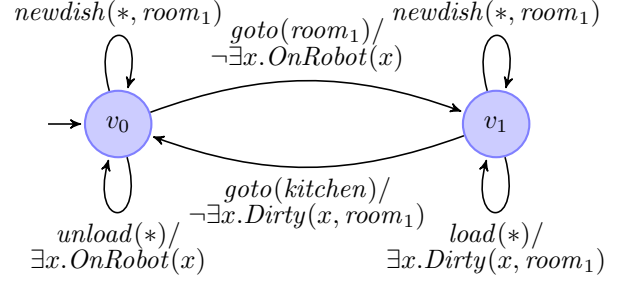 newdish(*, room₁)
newdish(*, room₁)
goto(room₁)/
¬∃x.OnRobot(x)
v₀
v₁
goto(kitchen)/
¬∃x.Dirty(x, room₁)
unload(*)/
∃x.OnRobot(x)
load(*)/
∃x.Dirty(x, room₁)